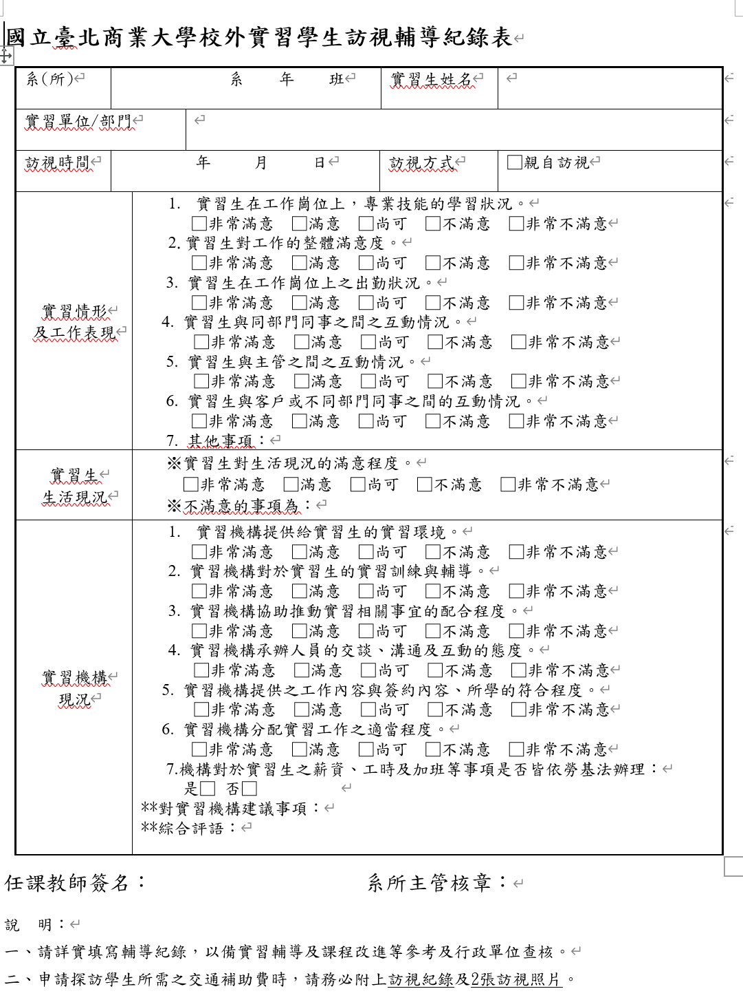 國立臺北商業大學校外實習學生訪視輔導紀錄表
系(所) 系 年 班 實習生姓名
實習單位/部門
訪視時間 年 月 日 訪視方式 □親自訪視
實習情形
及工作表現
1. 實習生在工作崗位上，專業技能的學習狀況。
□非常滿意 □滿意 □尚可 □不滿意 □非常不滿意
2. 實習生對工作的整體滿意度。
□非常滿意 □滿意 □尚可 □不滿意 □非常不滿意
3. 實習生在工作崗位上之出勤狀況。
□非常滿意 □滿意 □尚可 □不滿意 □非常不滿意
4. 實習生與同部門同事之間之互動情況。
□非常滿意 □滿意 □尚可 □不滿意 □非常不滿意
5. 實習生與主管之間之互動情況。
□非常滿意 □滿意 □尚可 □不滿意 □非常不滿意
6. 實習生與客戶或不同部門同事之間的互動情況。
□非常滿意 □滿意 □尚可 □不滿意 □非常不滿意
7. 其他事項：
實習生
生活現況
※實習生對生活現況的滿意程度。
□非常滿意 □滿意 □尚可 □不滿意 □非常不滿意
※不滿意的事項為：
實習機構
現況
1. 實習機構提供給實習生的實習環境。
□非常滿意 □滿意 □尚可 □不滿意 □非常不滿意
2. 實習機構對於實習生的實習訓練與輔導。
□非常滿意 □滿意 □尚可 □不滿意 □非常不滿意
3. 實習機構協助推動實習相關事宜的配合程度。
□非常滿意 □滿意 □尚可 □不滿意 □非常不滿意
4. 實習機構承辦人員的交談、溝通及互動的態度。
□非常滿意 □滿意 □尚可 □不滿意 □非常不滿意
5. 實習機構提供之工作內容與簽約內容、所學的符合程度。
□非常滿意 □滿意 □尚可 □不滿意 □非常不滿意
6. 實習機構分配實習工作之適當程度。
□非常滿意 □滿意 □尚可 □不滿意 □非常不滿意
7.機構對於實習生之薪資、工時及加班等事項是否皆依勞基法辦理：
是□ 否□
**對實習機構建議事項：
**綜合評語：
任課教師簽名： 系所主管核章：
說 明：
一、請詳實填寫輔導紀錄，以備實習輔導及課程改進等參考及行政單位查核。
二、申請探訪學生所需之交通補助費時，請務必附上訪視紀錄及2張訪視照片。